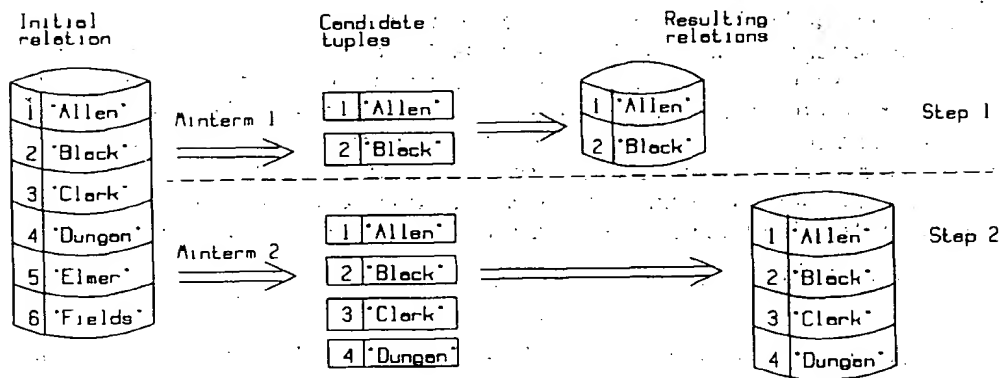 Initial relation
Candidate tuples
Resulting relations
1 "Allen"
2 "Black"
3 "Clark"
4 "Dungan"
5 "Elmer"
6 "Fields"
Minterm 1
1 "Allen"
2 "Black"
1 "Allen"
2 "Black"
Step 1
Minterm 2
1 "Allen"
2 "Black"
3 "Clark"
4 "Dungan"
1 "Allen"
2 "Black"
3 "Clark"
4 "Dungan"
Step 2